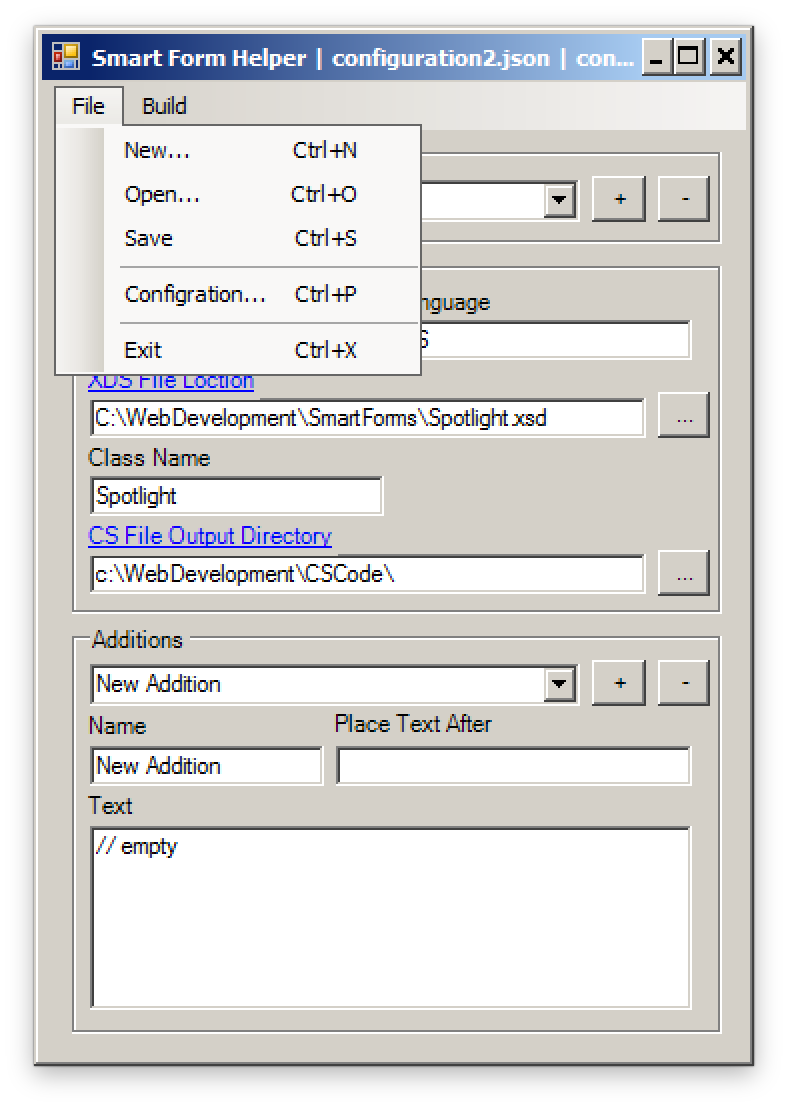 Smart Form Helper | configuration2.json | con...
File Build
New... Ctrl+N
Open... Ctrl+O
Save Ctrl+S
Configration... Ctrl+P
Exit Ctrl+X
+ -
XDS File Loction
C:\WebDevelopment\SmartForms\Spotlight.xsd ...
Class Name
Spotlight
CS File Output Directory
c:\WebDevelopment\CSCode\ ...
Additions
New Addition + -
Name Place Text After
New Addition
Text
// empty